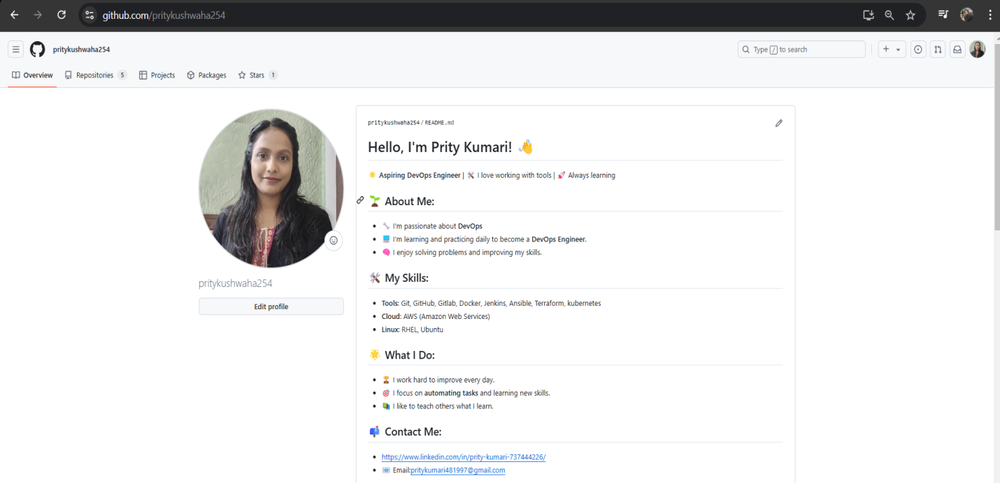 github.com/pritykushwaha254
pritykushwaha254
Type / to search
Overview Repositories 5 Projects Packages Stars 1
pritykushwaha254 / README.md
Hello, I'm Prity Kumari! 👋
🌟 Aspiring DevOps Engineer | 🛠️ I love working with tools | 🚀 Always learning
🌱 About Me:
🔧 I'm passionate about DevOps
💻 I'm learning and practicing daily to become a DevOps Engineer.
🧠 I enjoy solving problems and improving my skills.
pritykushwaha254
Edit profile
🛠️ My Skills:
Tools: Git, GitHub, Gitlab, Docker, Jenkins, Ansible, Terraform, kubernetes
Cloud: AWS (Amazon Web Services)
Linux: RHEL, Ubuntu
🌟 What I Do:
🏆 I work hard to improve every day.
🎯 I focus on automating tasks and learning new skills.
📚 I like to teach others what I learn.
📬 Contact Me:
https://www.linkedin.com/in/prity-kumari-737444226/
📧 Email:pritykumari481997@gmail.com